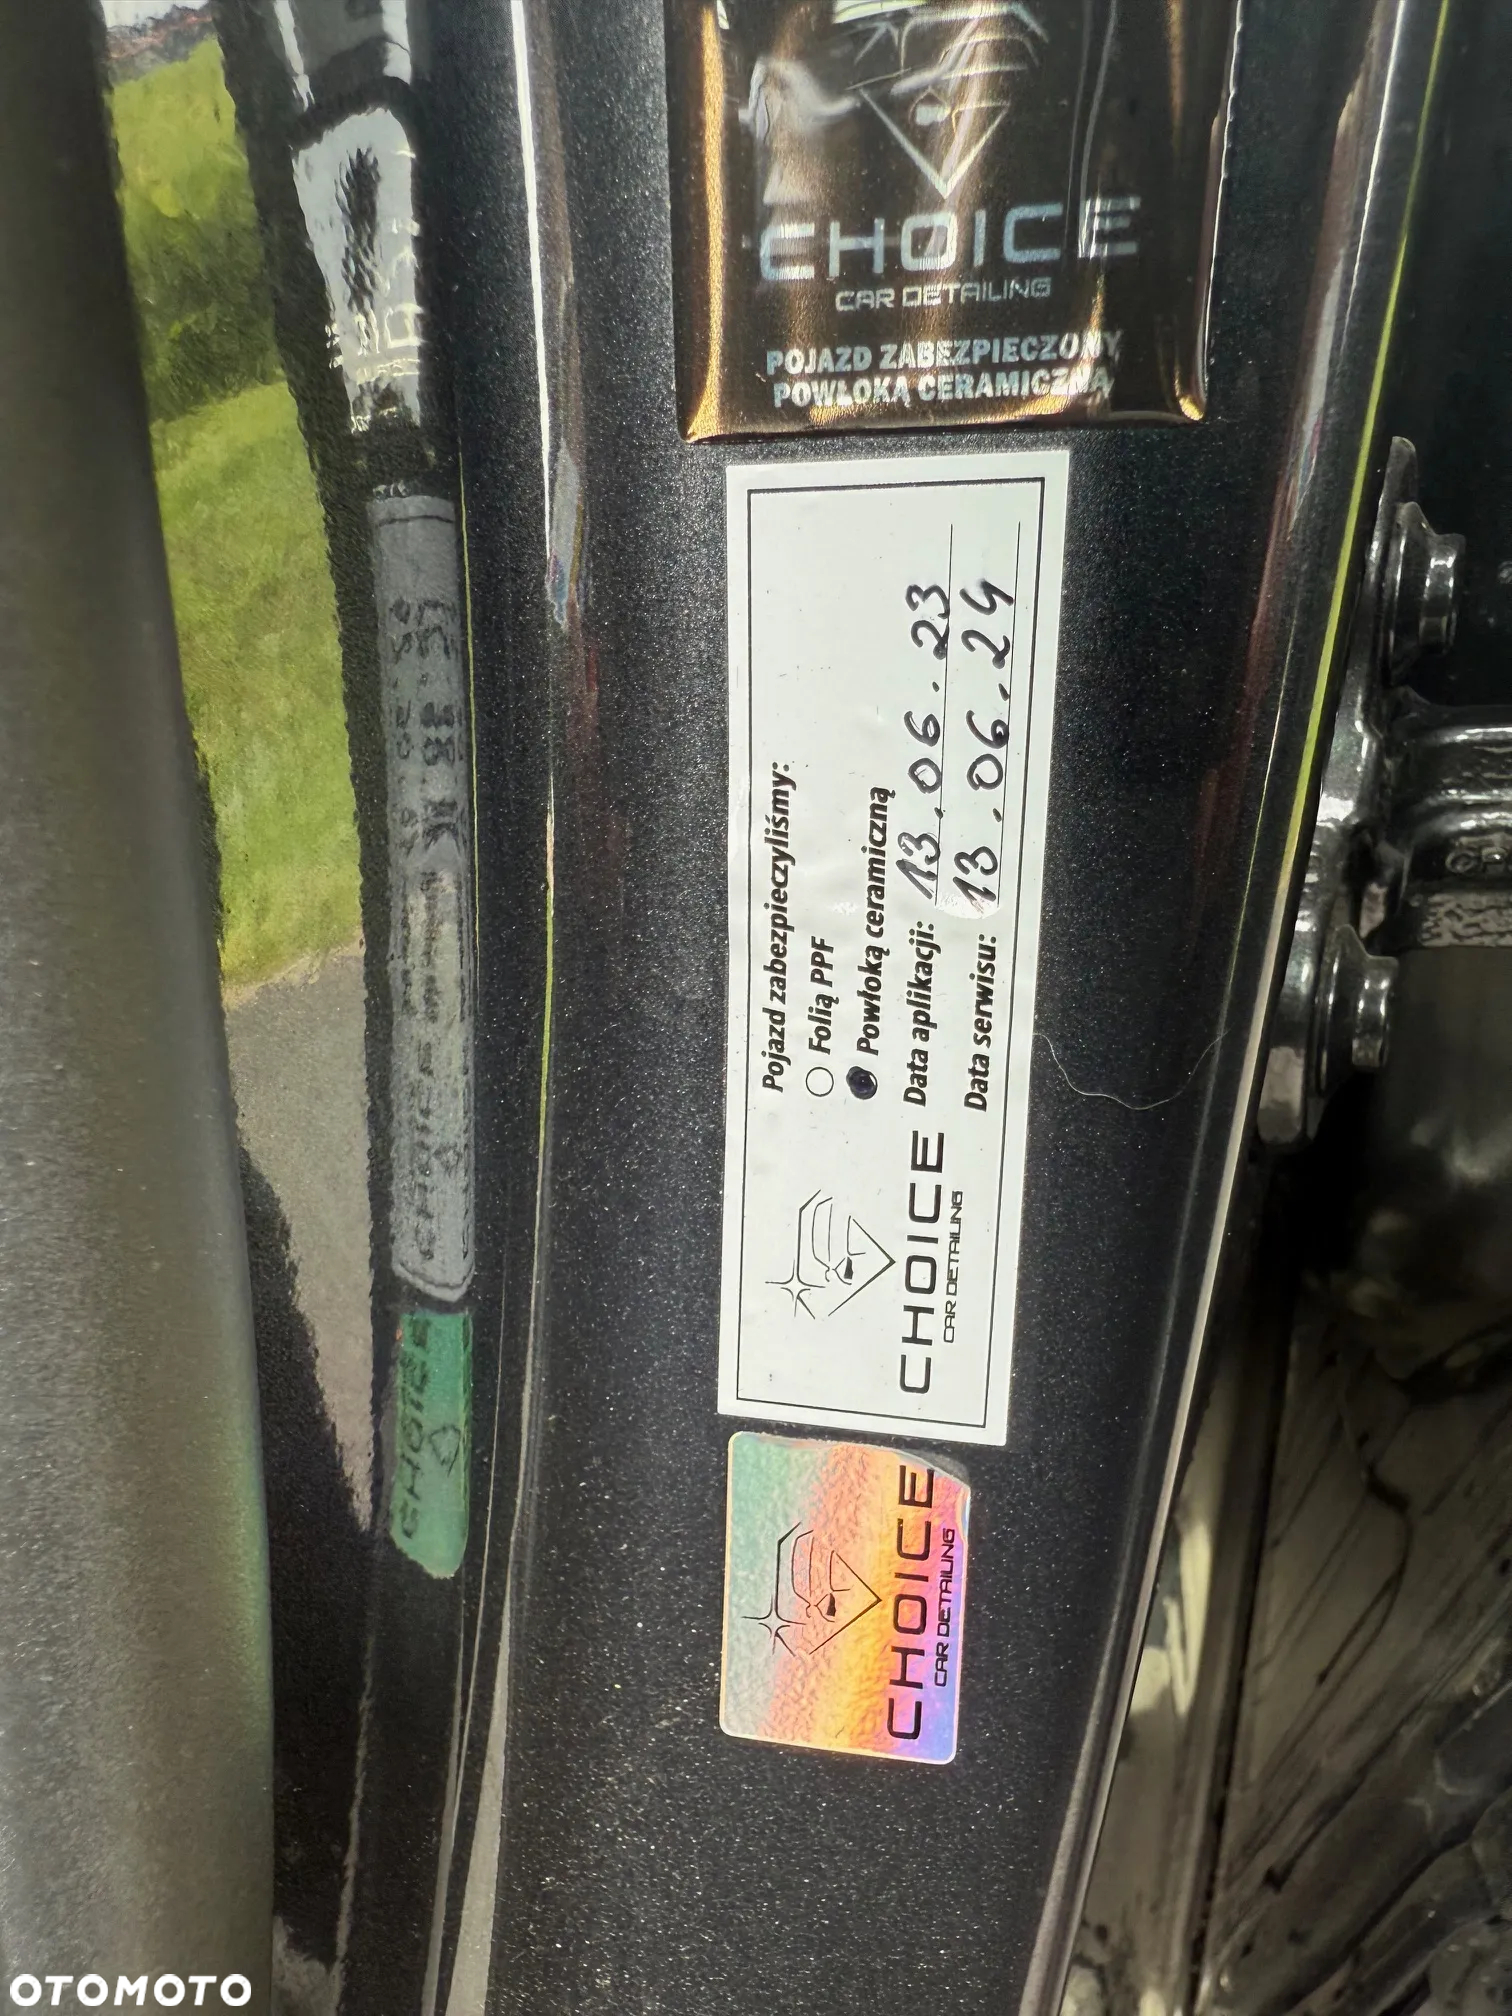 CHOICE
CAR DETAILING
POJAZD ZABEZPIECZONY
POWŁOKĄ CERAMICZNĄ
Pojazd zabezpieczyliśmy:
Folią PPF
Powłoką ceramiczną
Data aplikacji: 13.06.23
Data serwisu: 13.06.24
CHOICE
CAR DETAILING
CHOICE
CAR DETAILING
CHOICE
OTOMOTO